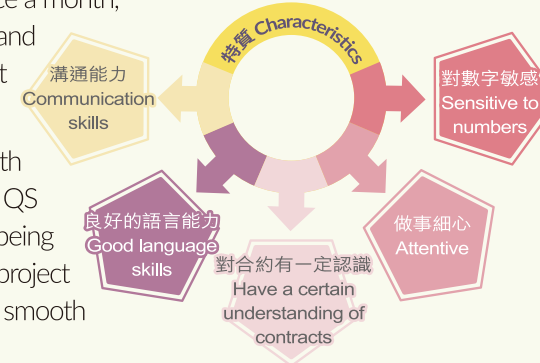 ce a month,
and
t
th
QS
being
project
smooth
特質 Characteristics
溝通能力
Communication
skills
對數字敏感
Sensitive to
numbers
良好的語言能力
Good language
skills
做事細心
Attentive
對合約有一定認識
Have a certain
understanding of
contracts